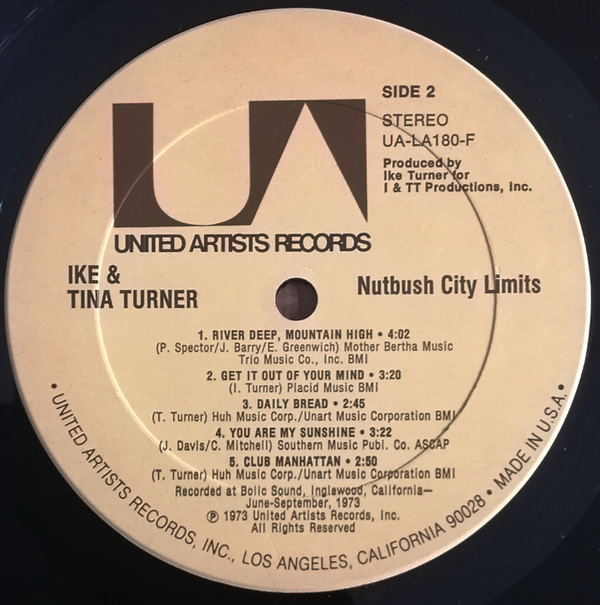 UA
SIDE 2
STEREO
UA-LA180-F
Produced by
Ike Turner for
I & TT Productions, Inc.
UNITED ARTISTS RECORDS
IKE &
TINA TURNER
Nutbush City Limits
1. RIVER DEEP, MOUNTAIN HIGH • 4:02
(P. Spector/J. Barry/E. Greenwich) Mother Bertha Music
Trio Music Co., Inc. BMI
2. GET IT OUT OF YOUR MIND • 3:20
(I. Turner) Placid Music BMI
3. DAILY BREAD • 2:45
(T. Turner) Huh Music Corp./Unart Music Corporation BMI
4. YOU ARE MY SUNSHINE • 3:22
(J. Davis/C. Mitchell) Southern Music Publ. Co. ASCAP
5. CLUB MANHATTAN • 2:50
(T. Turner) Huh Music Corp./Unart Music Corporation BMI
Recorded at Bolic Sound, Inglewood, California—
June-September, 1973
℗ 1973 United Artists Records, Inc.
All Rights Reserved
• UNITED ARTISTS RECORDS, INC., LOS ANGELES, CALIFORNIA 90028 • MADE IN U.S.A. •